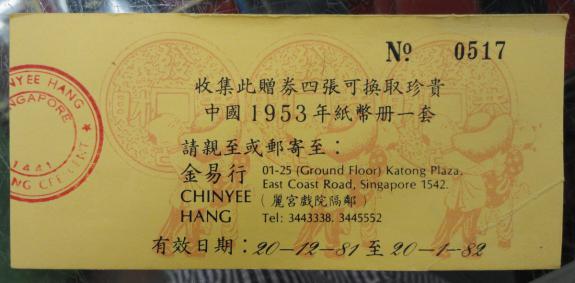 Nº 0517
收集此贈券四張可換取珍貴
中國1953年紙幣册一套
請親至或郵寄至：
金易行
CHINYEE
HANG
01-25 (Ground Floor) Katong Plaza,
East Coast Road, Singapore 1542.
(麗宮戲院隔鄰)
Tel: 3443338. 3445552
有效日期：20-12-81 至 20-1-82
CHINYEE HANG
SINGAPORE
1441